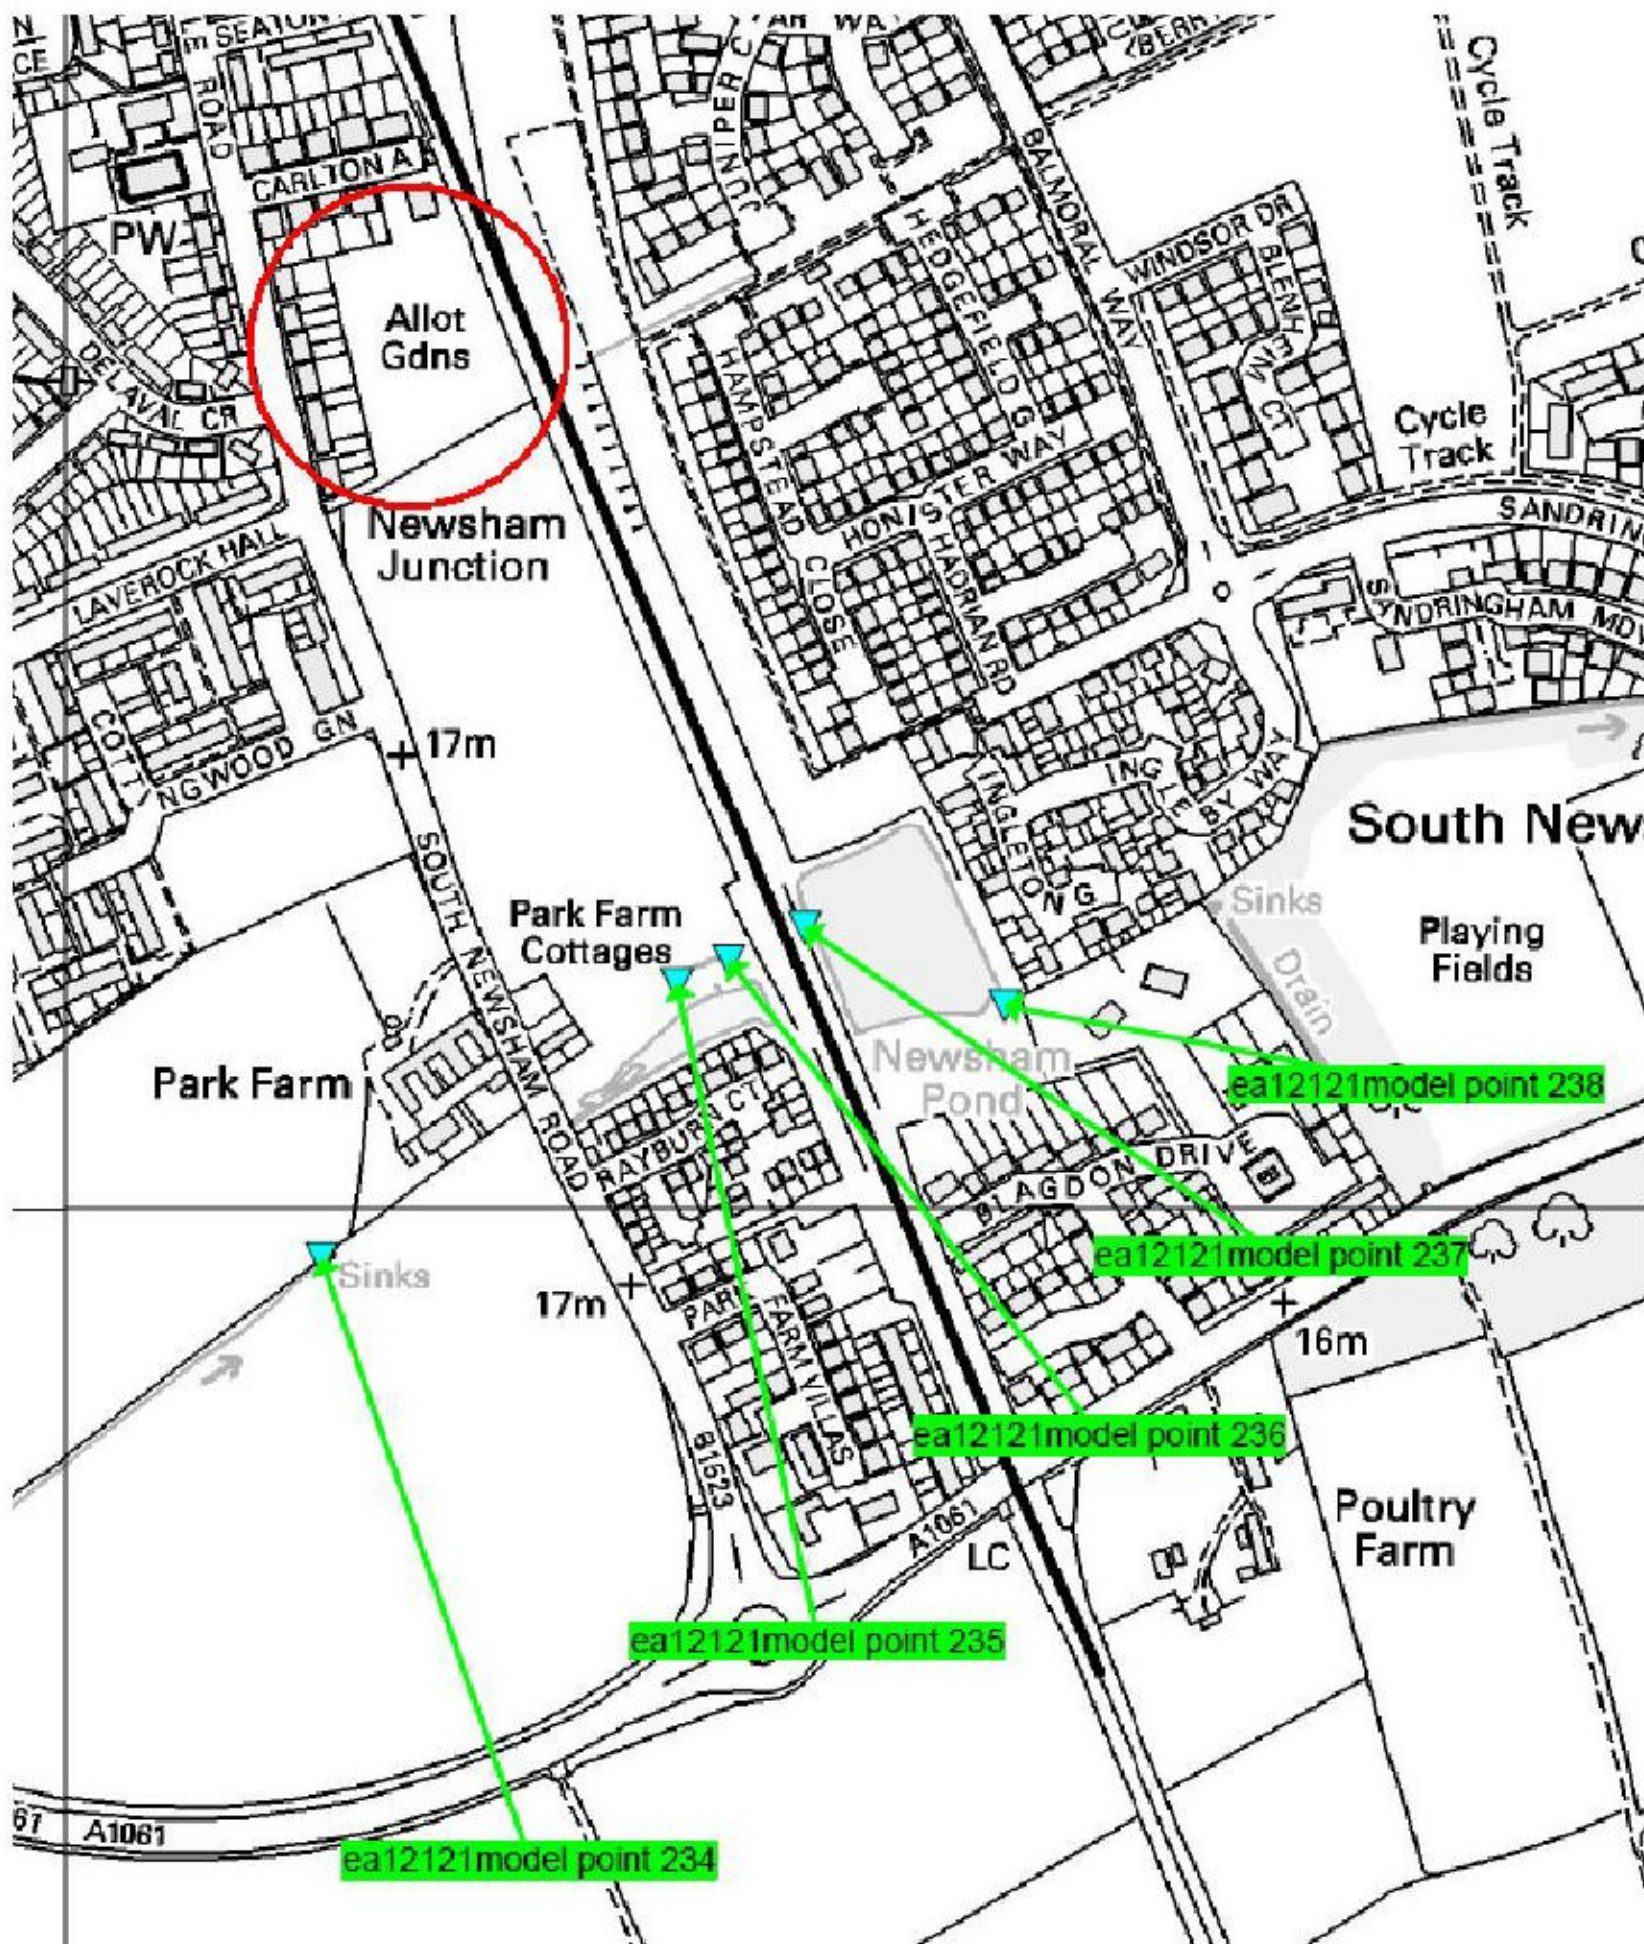 SEATON
LE ROAD
CARLTON A
PW
JUNIPER C
BALMORAL WAY
WINDSOR DR
BLENHEIM CT
HEDGEFIELD G
Cycle Track
Allot
Gdns
DELAVAL CR
HAMPSTEAD CLOSE
HONISTER WAY
HADRIAN RD
Cycle
Track
SANDRING
SANDRINGHAM MDW
Newsham
Junction
LAVEROCK HALL
COTTINGWOOD GN
17m
INGLEBY WAY
INGLETON G
South New
SOUTH NEWSHAM ROAD
Park Farm
Cottages
Sinks
Playing
Fields
Drain
Newsham
Pond
Park Farm
ea12121model point 238
RAYBURN CT
BLAGDON DRIVE
ea12121model point 237
Sinks
17m
PARK FARM VILLAS
16m
ea12121model point 236
B1523
A1061
LC
Poultry
Farm
ea12121model point 235
61
A1061
ea12121model point 234